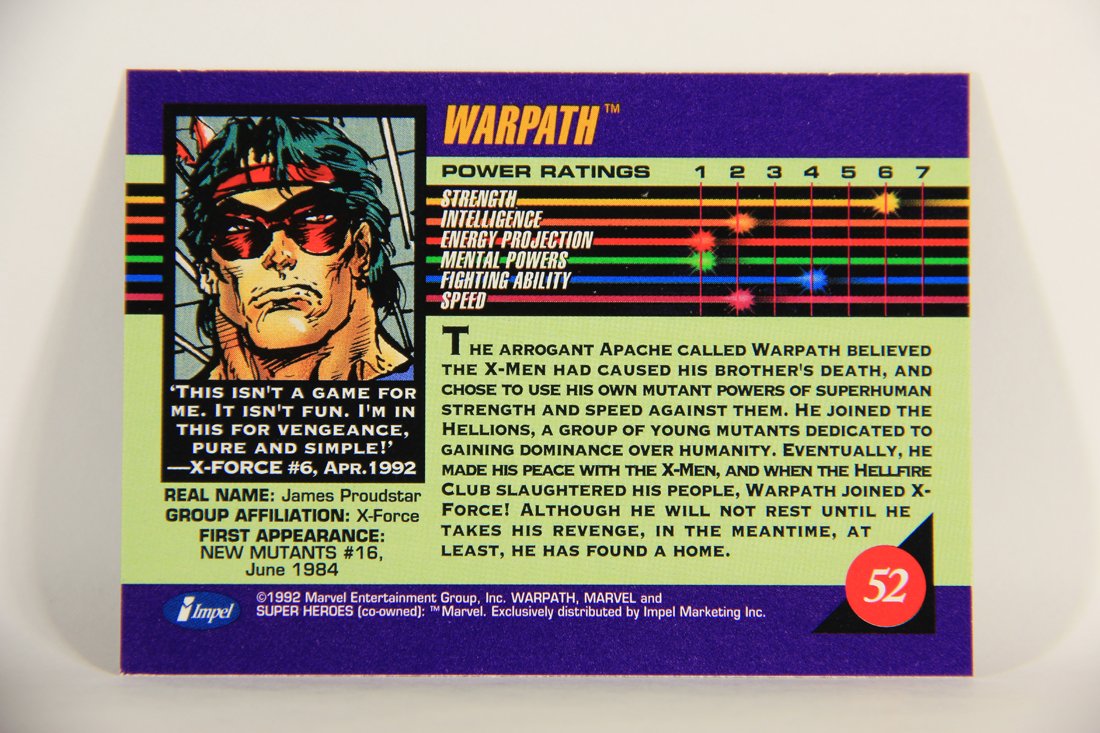 WARPATH™
POWER RATINGS 1 2 3 4 5 6 7
STRENGTH
INTELLIGENCE
ENERGY PROJECTION
MENTAL POWERS
FIGHTING ABILITY
SPEED
'THIS ISN'T A GAME FOR
ME. IT ISN'T FUN. I'M IN
THIS FOR VENGEANCE,
PURE AND SIMPLE!'
—X-FORCE #6, APR.1992
REAL NAME: James Proudstar
GROUP AFFILIATION: X-Force
FIRST APPEARANCE:
NEW MUTANTS #16,
June 1984
THE ARROGANT APACHE CALLED WARPATH BELIEVED
THE X-MEN HAD CAUSED HIS BROTHER'S DEATH, AND
CHOSE TO USE HIS OWN MUTANT POWERS OF SUPERHUMAN
STRENGTH AND SPEED AGAINST THEM. HE JOINED THE
HELLIONS, A GROUP OF YOUNG MUTANTS DEDICATED TO
GAINING DOMINANCE OVER HUMANITY. EVENTUALLY, HE
MADE HIS PEACE WITH THE X-MEN, AND WHEN THE HELLFIRE
CLUB SLAUGHTERED HIS PEOPLE, WARPATH JOINED X-
FORCE! ALTHOUGH HE WILL NOT REST UNTIL HE
TAKES HIS REVENGE, IN THE MEANTIME, AT
LEAST, HE HAS FOUND A HOME.
52
Impel
©1992 Marvel Entertainment Group, Inc. WARPATH, MARVEL and
SUPER HEROES (co-owned): ™Marvel. Exclusively distributed by Impel Marketing Inc.